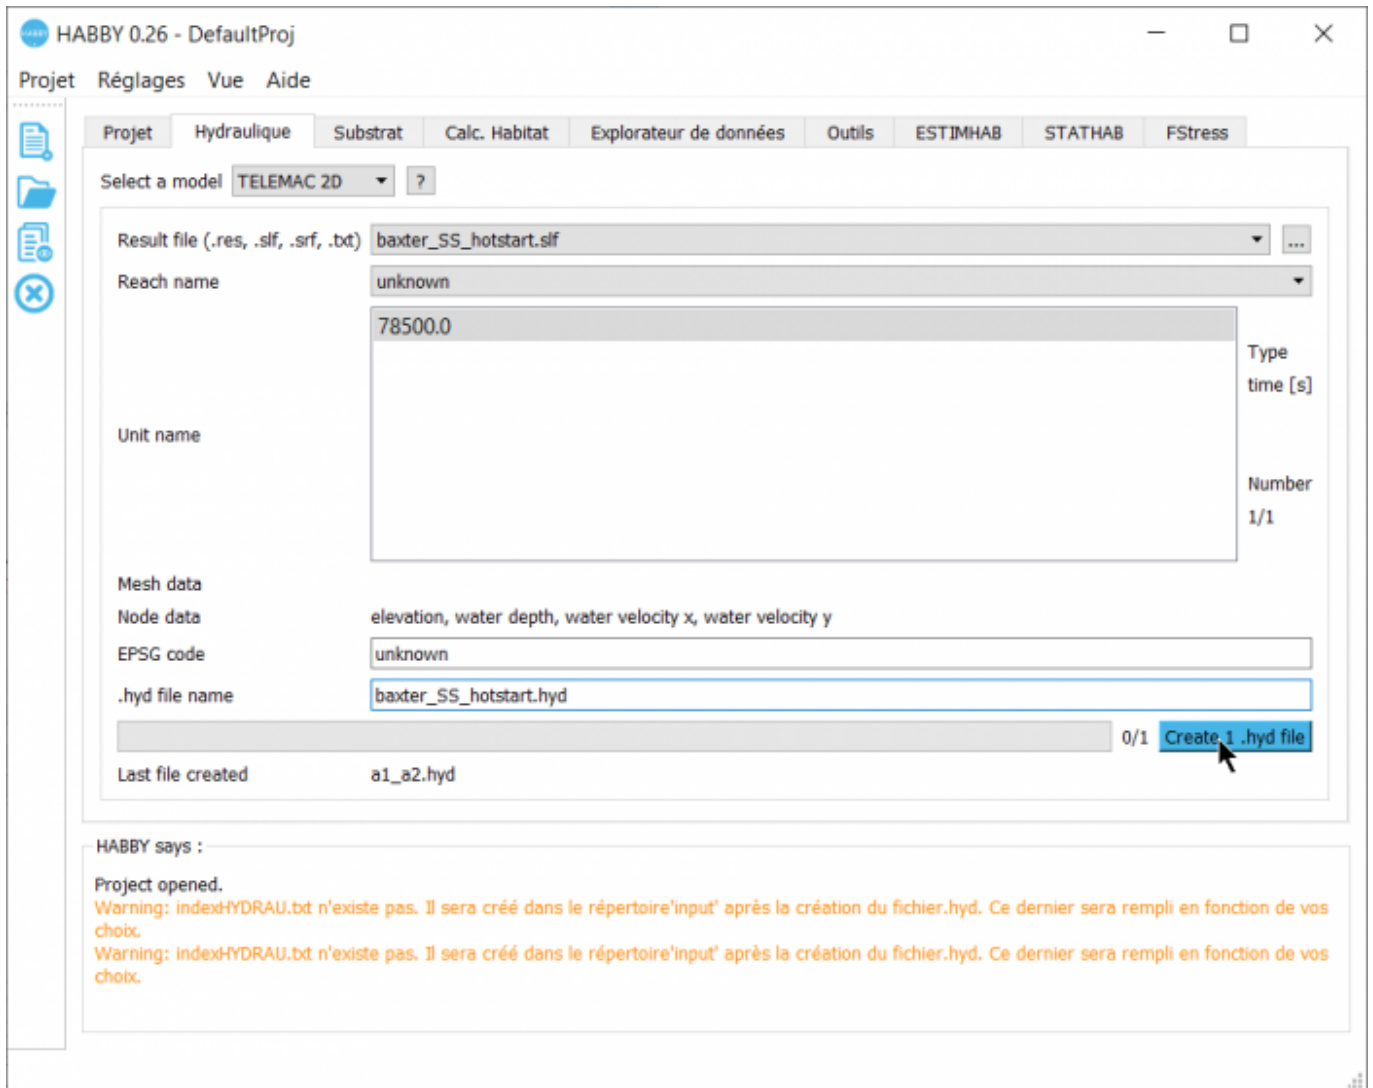 HABBY 0.26 - DefaultProj
Projet Réglages Vue Aide
Projet Hydraulique Substrat Calc. Habitat Explorateur de données Outils ESTIMHAB STATHAB FStress
Select a model TELEMAC 2D ?
Result file (.res, .slf, .srf, .txt) baxter_SS_hotstart.slf ...
Reach name unknown
78500.0
Type
time [s]
Unit name
Number
1/1
Mesh data
Node data elevation, water depth, water velocity x, water velocity y
EPSG code unknown
.hyd file name baxter_SS_hotstart.hyd
0/1 Create 1 .hyd file
Last file created a1_a2.hyd
HABBY says :
Project opened.
Warning: indexHYDRAU.txt n'existe pas. Il sera créé dans le répertoire'input' après la création du fichier.hyd. Ce dernier sera rempli en fonction de vos
choix.
Warning: indexHYDRAU.txt n'existe pas. Il sera créé dans le répertoire'input' après la création du fichier.hyd. Ce dernier sera rempli en fonction de vos
choix.